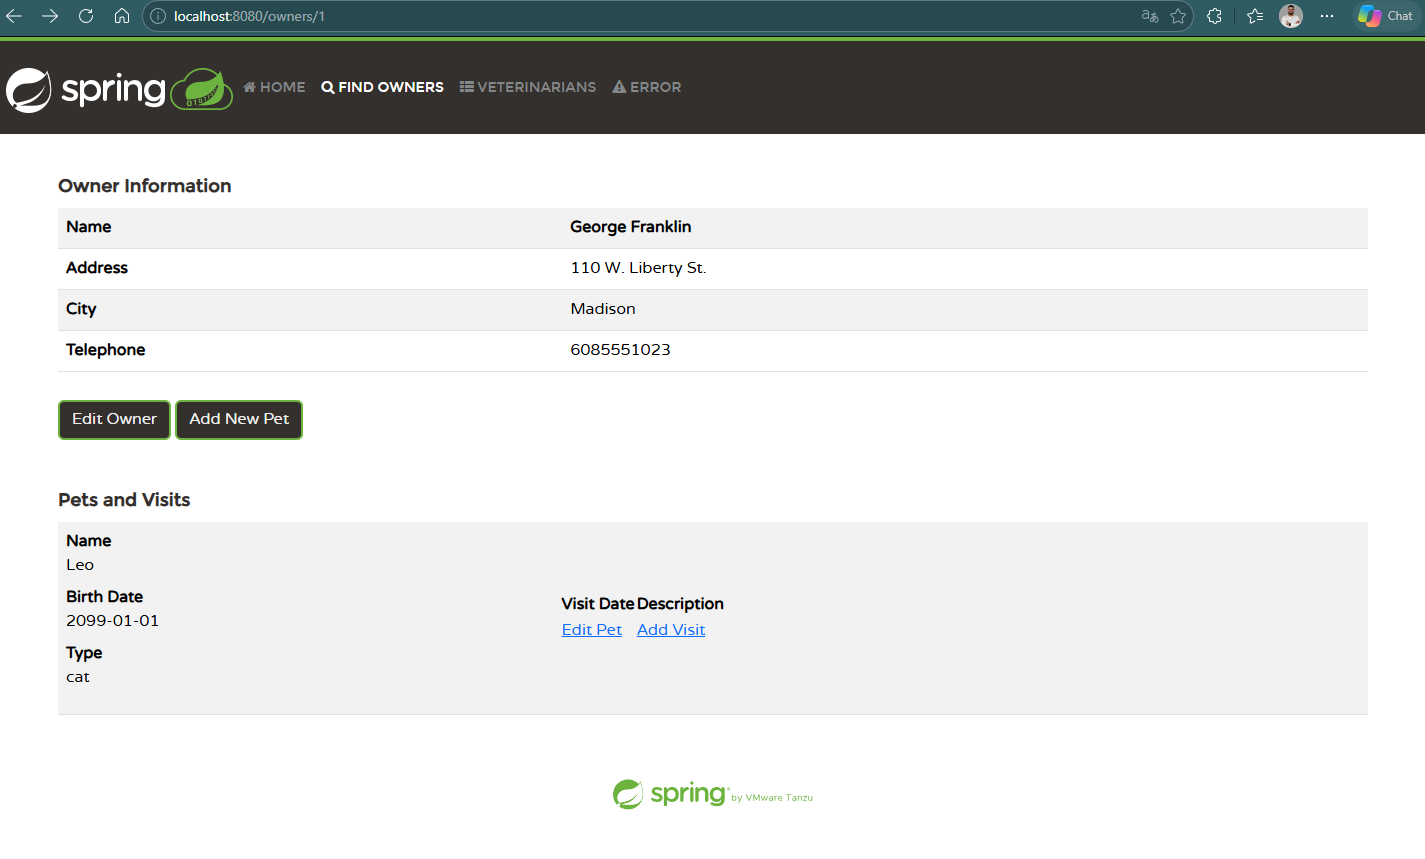 localhost:8080/owners/1
Chat
spring HOME FIND OWNERS VETERINARIANS ERROR
Owner Information
Name George Franklin
Address 110 W. Liberty St.
City Madison
Telephone 6085551023
Edit Owner Add New Pet
Pets and Visits
Name
Leo
Birth Date
2099-01-01
Type
cat
Visit Date Description
Edit Pet Add Visit
spring by VMware Tanzu